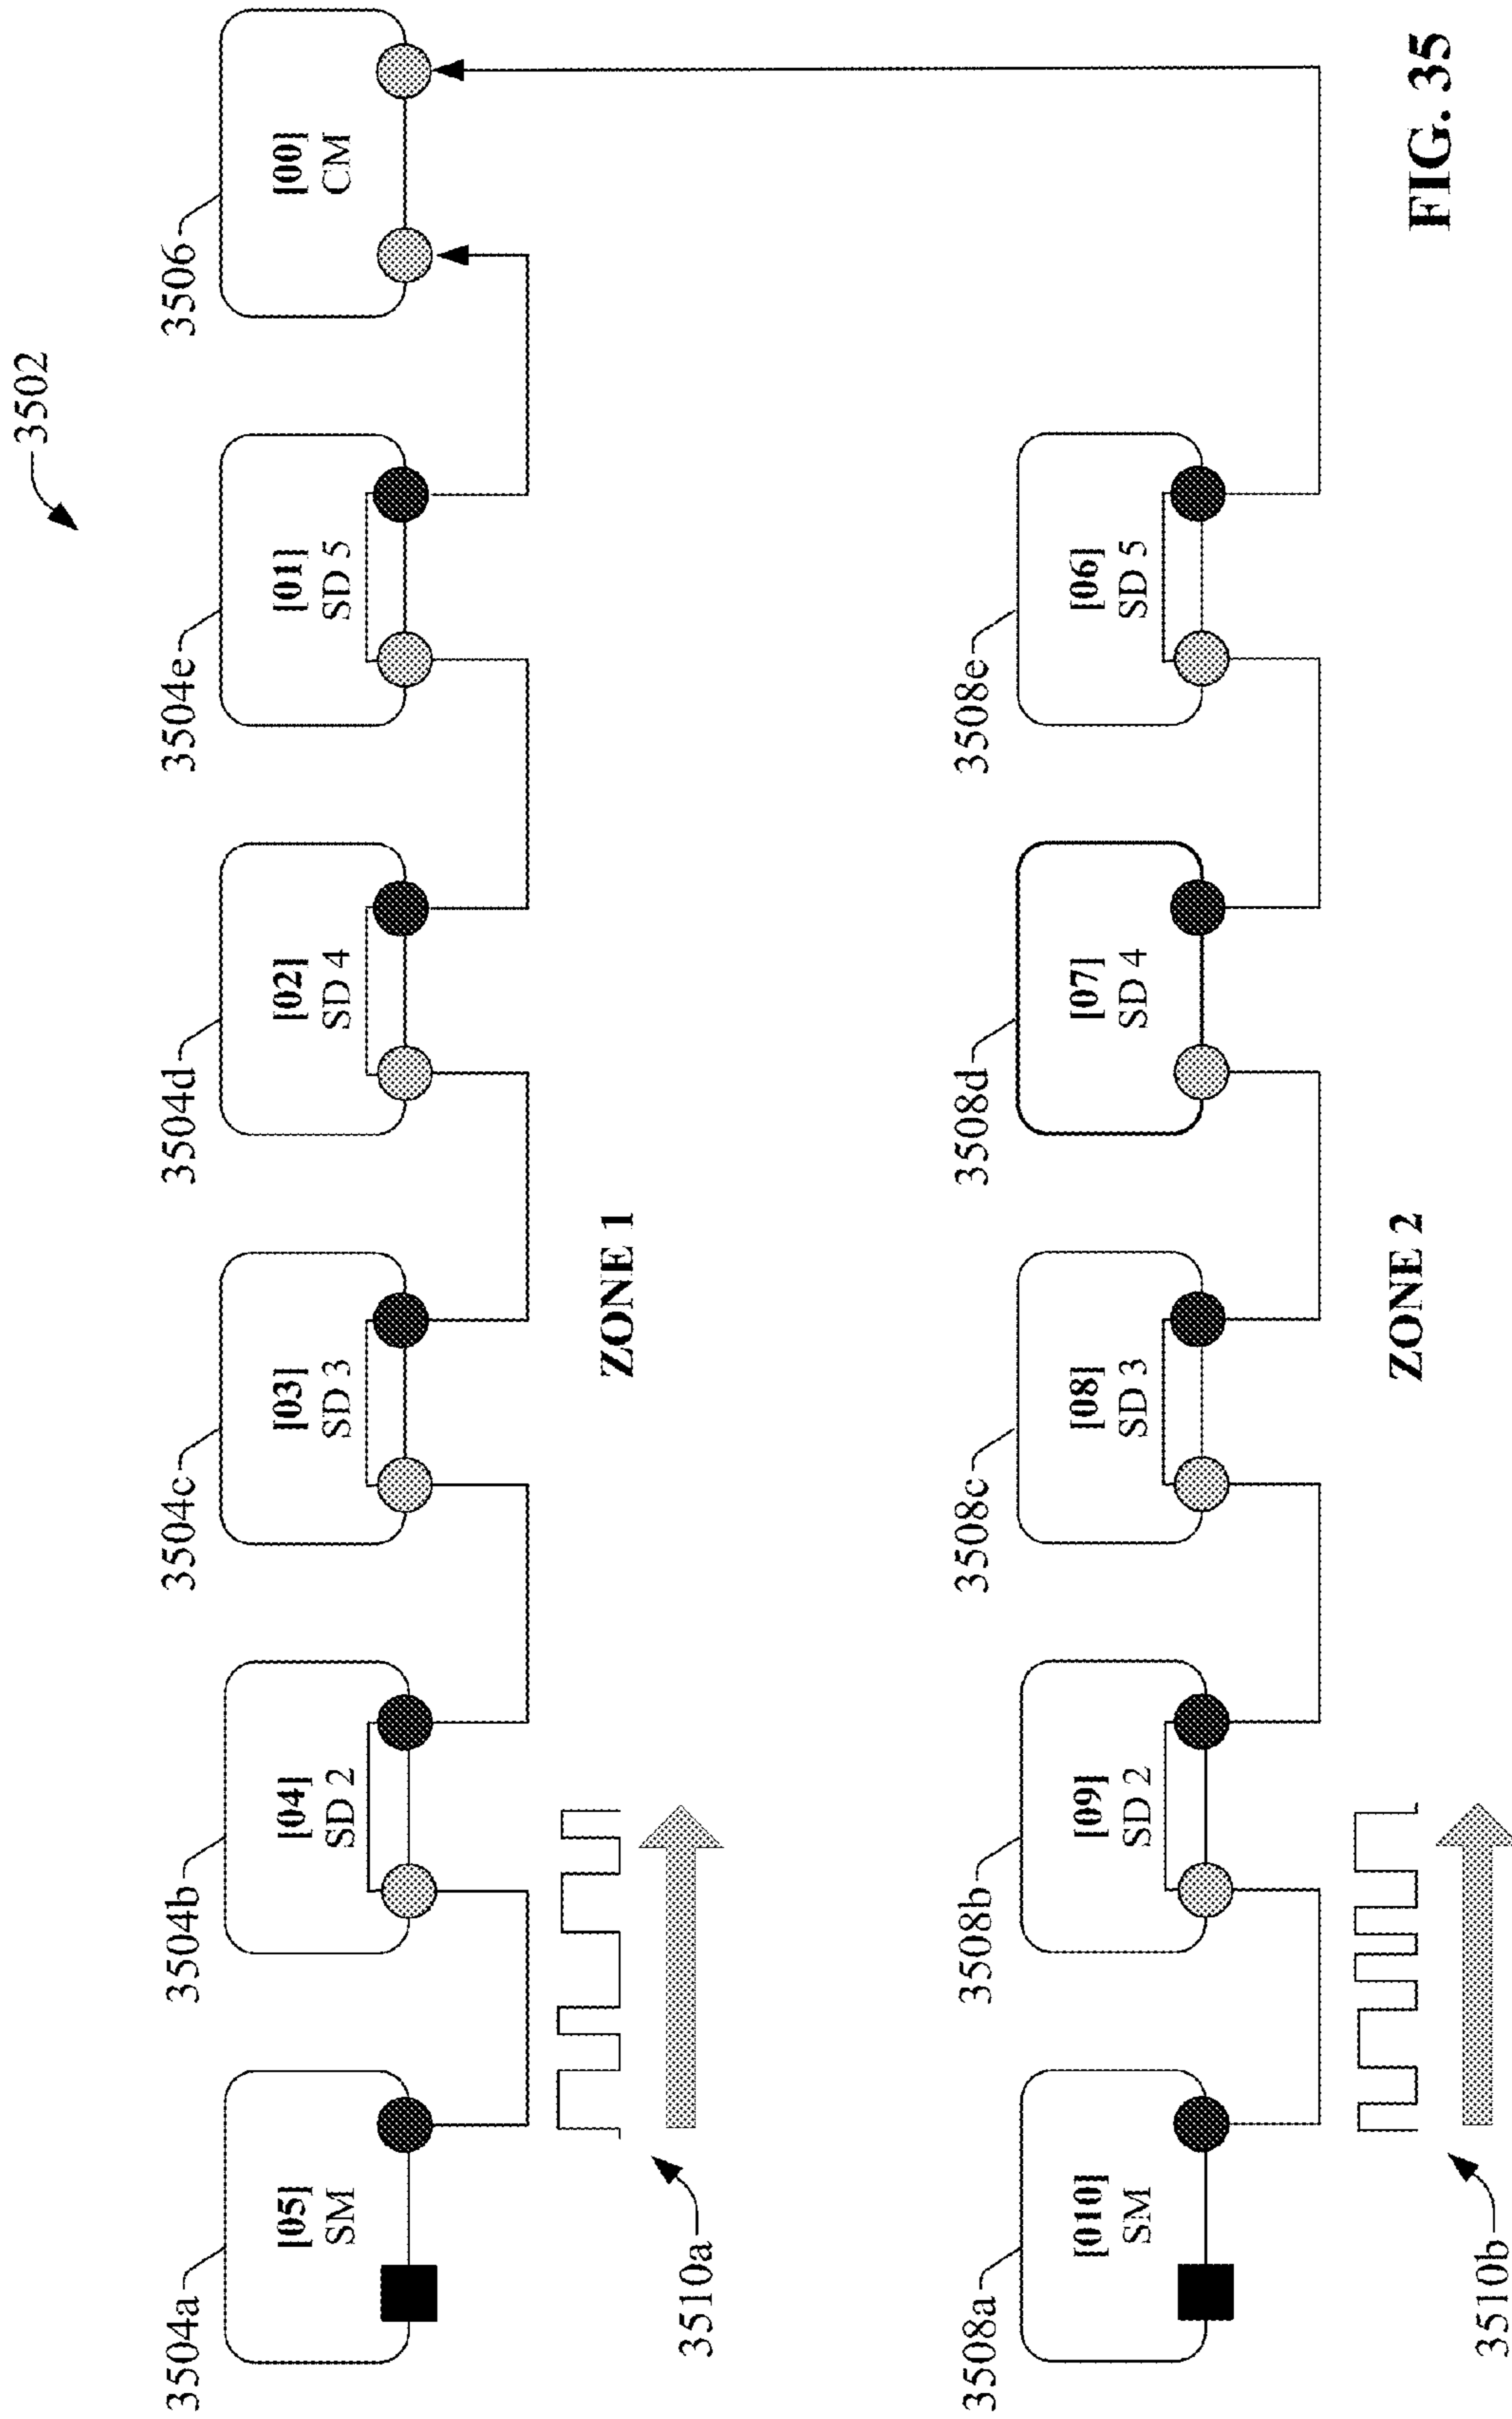 3502
3504a
3504b
3504c
3504d
3504e
3506
[05]
SM
[04]
SD 2
[03]
SD 3
[02]
SD 4
[01]
SD 5
[00]
CM
ZONE 1
3510a
3508a
3508b
3508c
3508d
3508e
[010]
SM
[09]
SD 2
[08]
SD 3
[07]
SD 4
[06]
SD 5
ZONE 2
3510b
FIG. 35